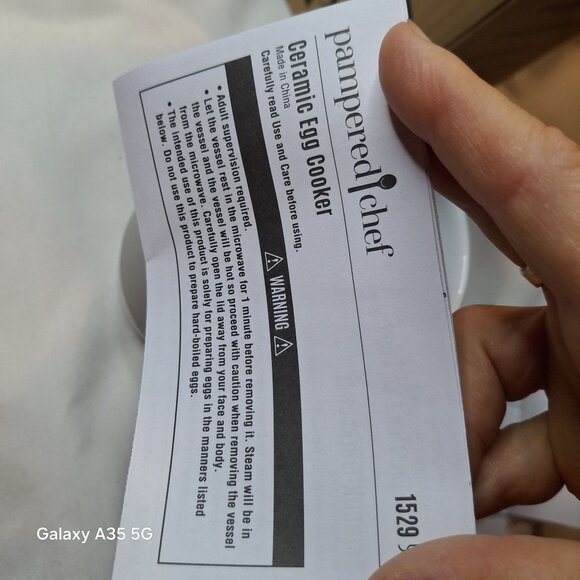 pampered chef
1529
Ceramic Egg Cooker
Made in China
Carefully read Use and Care before using.
⚠ WARNING ⚠
• Adult supervision required.
• Let the vessel rest in the microwave for 1 minute before removing it. Steam will be in
the vessel and the vessel will be hot so proceed with caution when removing the vessel
from the microwave. Carefully open the lid away from your face and body.
• The intended use of this product is solely for preparing eggs in the manners listed
below. Do not use this product to prepare hard-boiled eggs.
Galaxy A35 5G